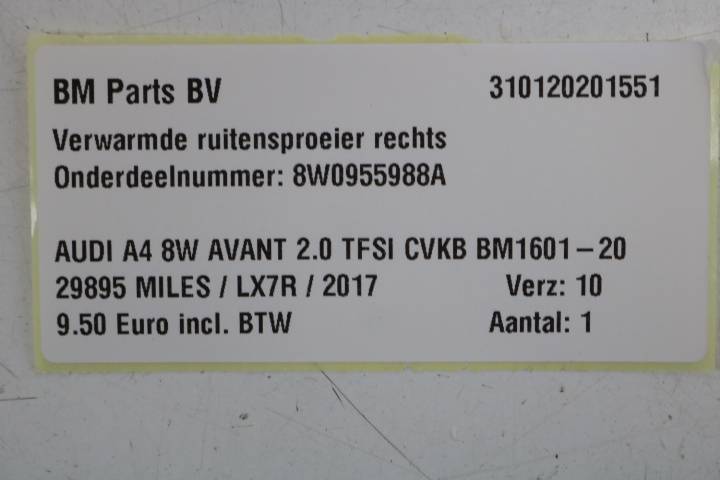 BM Parts BV 310120201551
Verwarmde ruitensproeier rechts
Onderdeelnummer: 8W0955988A
AUDI A4 8W AVANT 2.0 TFSI CVKB BM1601-20
29895 MILES / LX7R / 2017 Verz: 10
9.50 Euro incl. BTW Aantal: 1